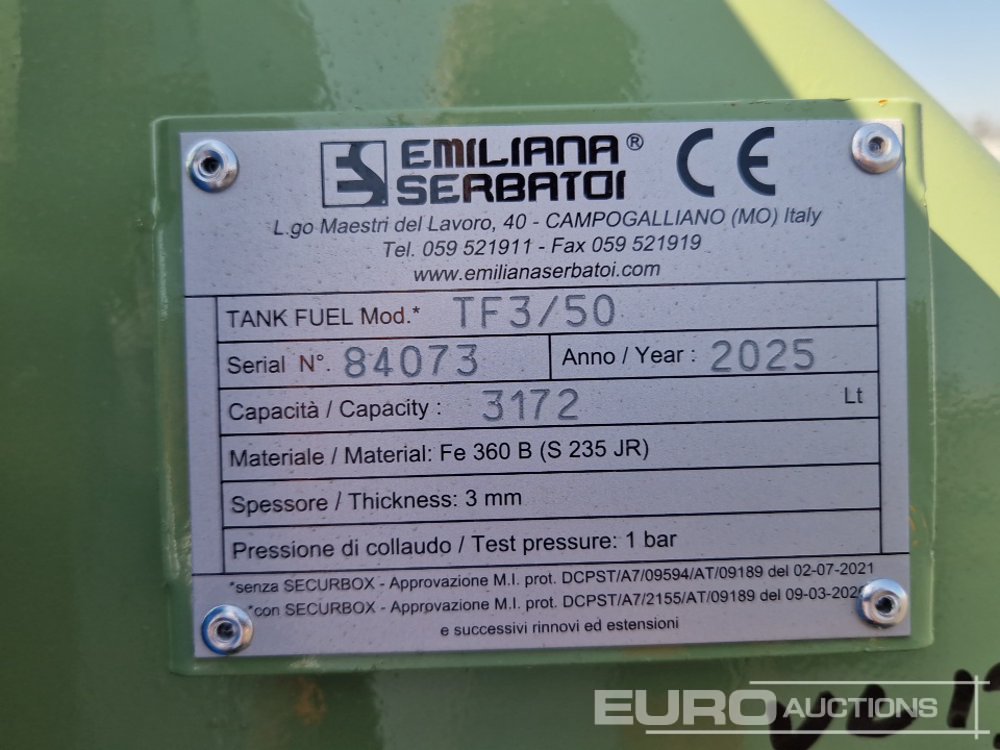 EMILIANA®
SERBATOI
CE
L.go Maestri del Lavoro, 40 - CAMPOGALLIANO (MO) Italy
Tel. 059 521911 - Fax 059 521919
www.emilianaserbatoi.com
TANK FUEL Mod.* TF3/50
Serial N°. 84073 Anno / Year : 2025
Capacità / Capacity : 3172 Lt
Materiale / Material: Fe 360 B (S 235 JR)
Spessore / Thickness: 3 mm
Pressione di collaudo / Test pressure: 1 bar
*senza SECURBOX - Approvazione M.I. prot. DCPST/A7/09594/AT/09189 del 02-07-2021
*con SECURBOX - Approvazione M.I. prot. DCPST/A7/2155/AT/09189 del
e successivi rinnovi ed estensioni
EURO AUCTIONS